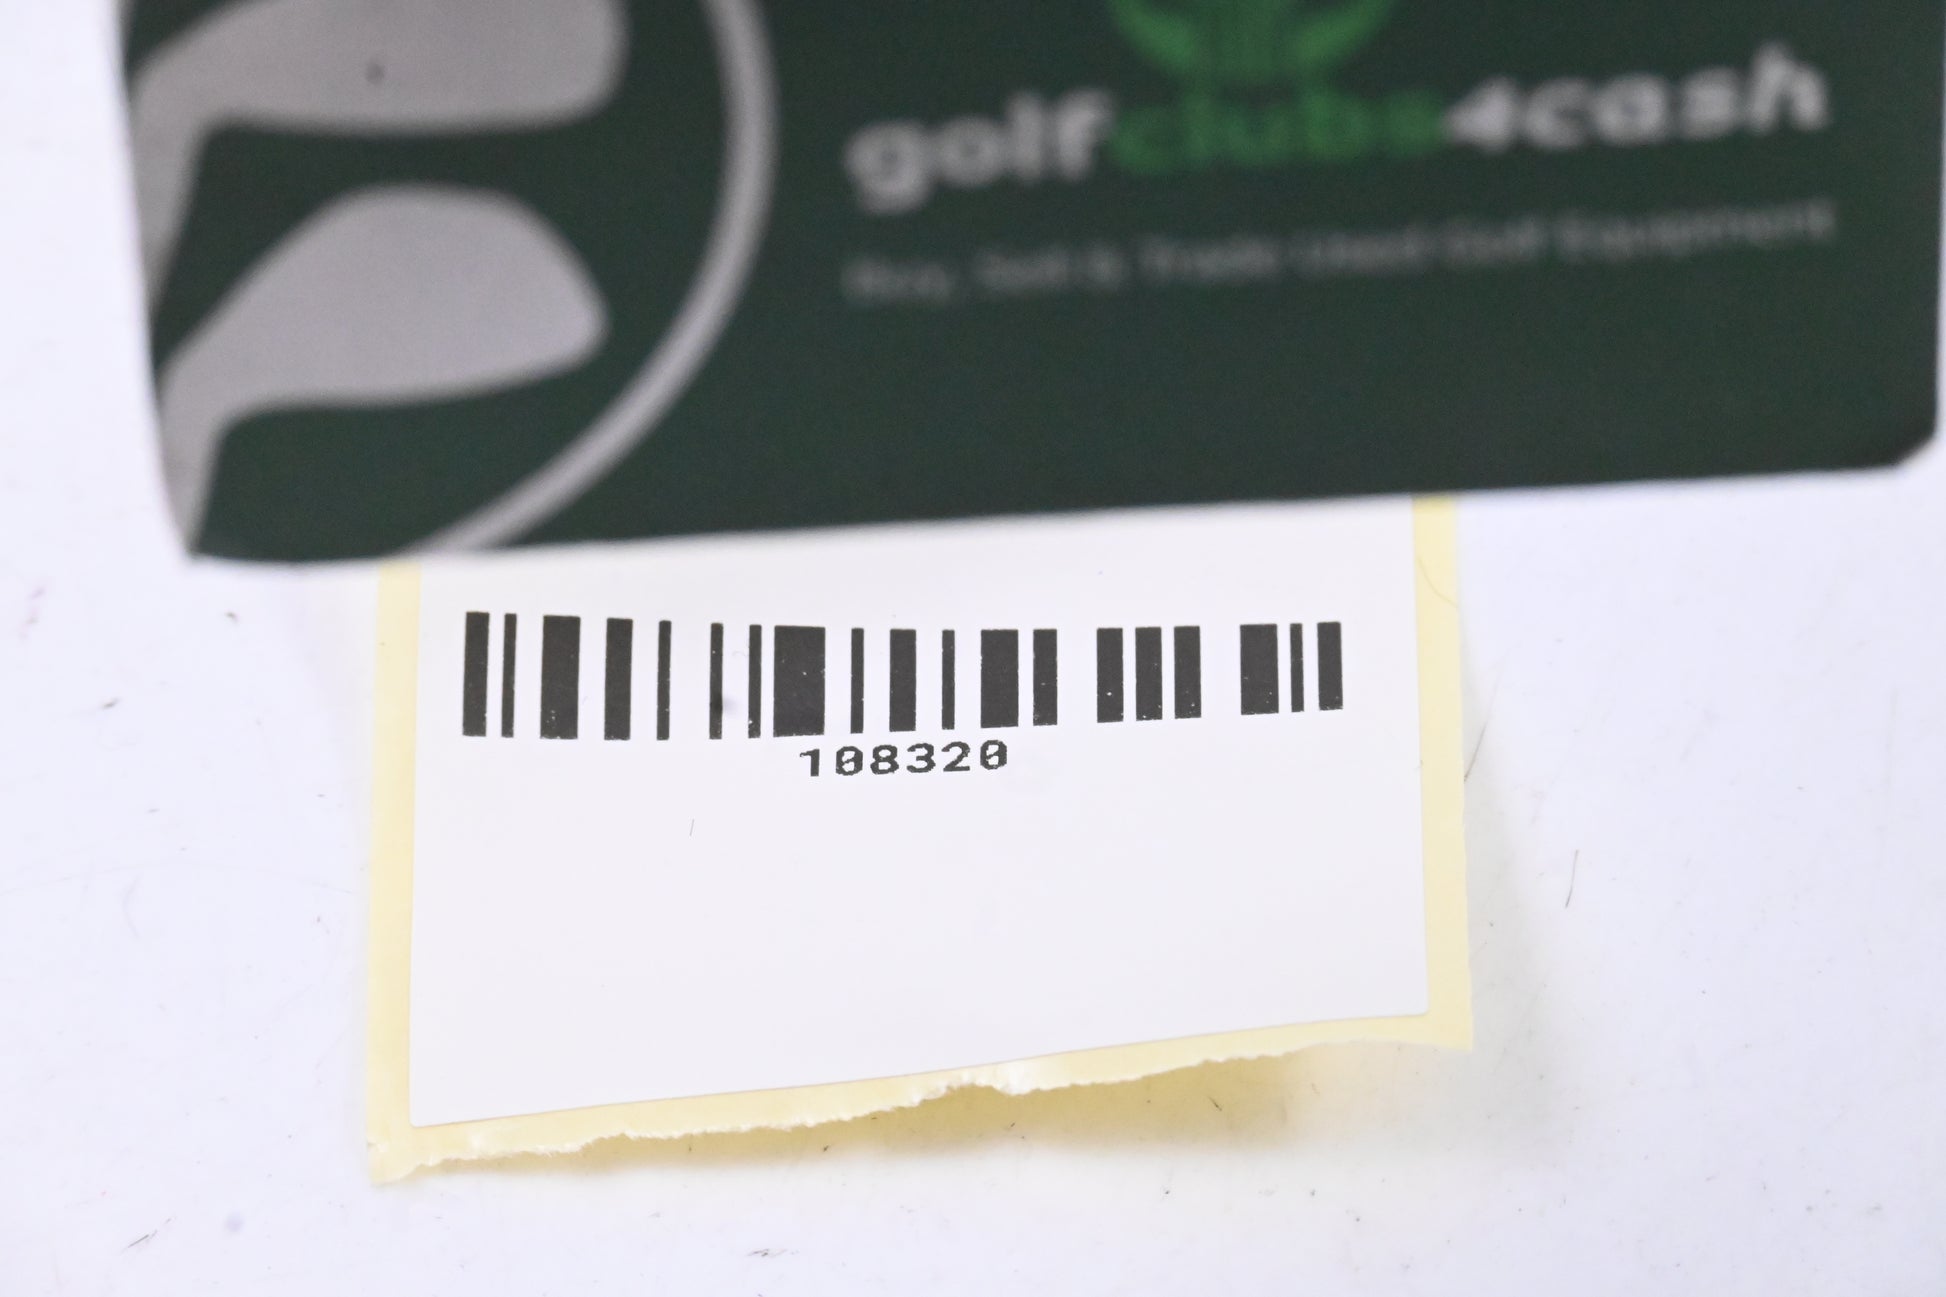 golfclubs4cash
Buy, Sell & Trade Used Golf Equipment
108320